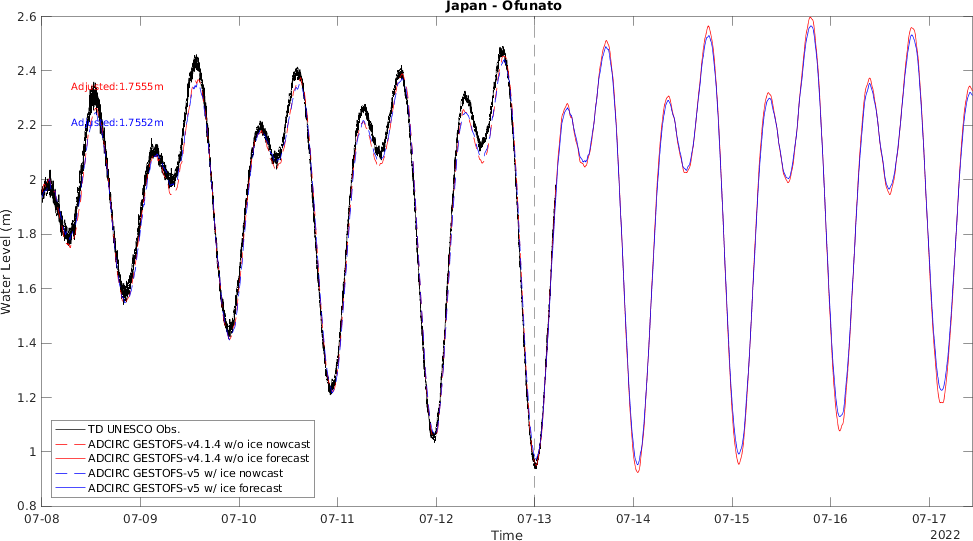 Japan - Ofunato
2.6
2.4
2.2
2
1.8
1.6
1.4
1.2
1
0.8
Water Level (m)
Adjusted:1.7555m
Adjusted:1.7552m
TD UNESCO Obs.
ADCIRC GESTOFS-v4.1.4 w/o ice nowcast
ADCIRC GESTOFS-v4.1.4 w/o ice forecast
ADCIRC GESTOFS-v5 w/ ice nowcast
ADCIRC GESTOFS-v5 w/ ice forecast
07-08 07-09 07-10 07-11 07-12 07-13 07-14 07-15 07-16 07-17
Time
2022